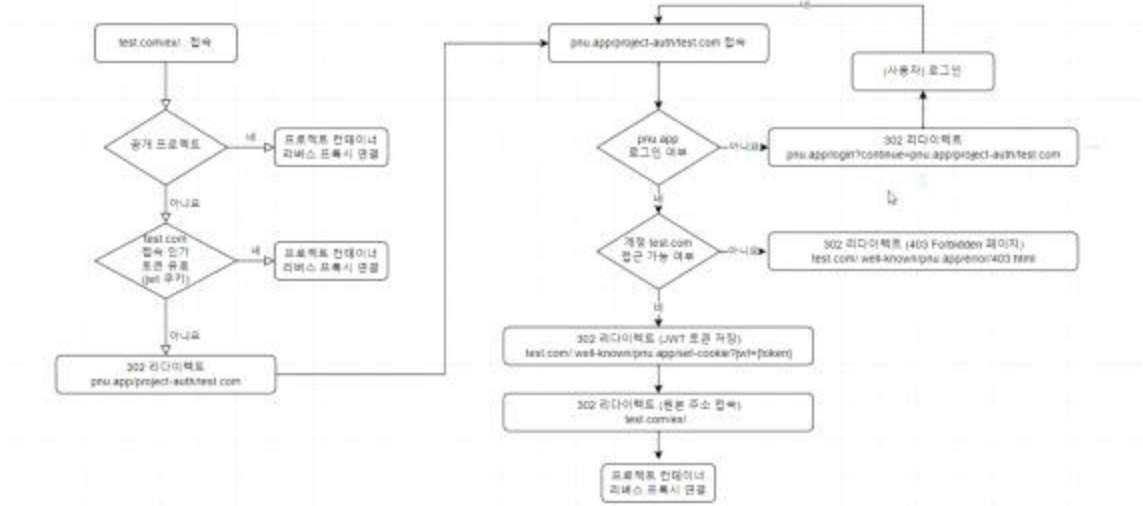 test.com/ex/.. 접속
공개 프로젝트
네
프로젝트 컨테이너
리버스 프록시 연결
아니요
test.com
접속 인가
토큰 유효
(jwt 쿠키)
네
프로젝트 컨테이너
리버스 프록시 연결
아니요
302 리다이렉트
pnu.app/project-auth/test.com
네
pnu.app/project-auth/test.com 접속
(사용자) 로그인
pnu.app
로그인 여부
아니요
302 리다이렉트
pnu.app/login?continue=pnu.app/project-auth/test.com
네
계정 test.com
접근 가능 여부
아니요
302 리다이렉트 (403 Forbidden 페이지)
test.com/.well-known/pnu.app/error/403.html
네
302 리다이렉트 (JWT 토큰 저장)
test.com/.well-known/pnu.app/set-cookie?jwt={token}
302 리다이렉트 (원본 주소 접속)
test.com/ex/
프로젝트 컨테이너
리버스 프록시 연결